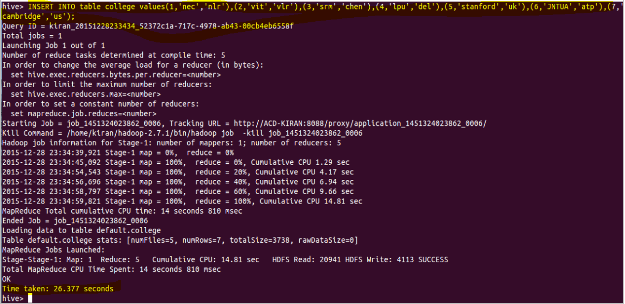 hive> INSERT INTO table college values(1,'nec','nlr'),(2,'vit','vlr'),(3,'srm','chen'),(4,'lpu','del'),(5,'stanford','uk'),(6,'JNTUA','atp'),(7,'
canbridge','us');
Query ID = kiran_20151228233434_52372c1a-717c-4978-ab43-00cb4eb6558f
Total jobs = 1
Launching Job 1 out of 1
Number of reduce tasks determined at compile time: 5
In order to change the average load for a reducer (in bytes):
  set hive.exec.reducers.bytes.per.reducer=<number>
In order to limit the maximum number of reducers:
  set hive.exec.reducers.max=<number>
In order to set a constant number of reducers:
  set mapreduce.job.reduces=<number>
Starting Job = job_1451324023862_0006, Tracking URL = http://ACD-KIRAN:8088/proxy/application_1451324023862_0006/
Kill Command = /home/kiran/hadoop-2.7.1/bin/hadoop job  -kill job_1451324023862_0006
Hadoop job information for Stage-1: number of mappers: 1; number of reducers: 5
2015-12-28 23:34:39,921 Stage-1 map = 0%,  reduce = 0%
2015-12-28 23:34:45,092 Stage-1 map = 100%,  reduce = 0%, Cumulative CPU 1.29 sec
2015-12-28 23:34:54,543 Stage-1 map = 100%,  reduce = 20%, Cumulative CPU 4.17 sec
2015-12-28 23:34:56,696 Stage-1 map = 100%,  reduce = 40%, Cumulative CPU 6.94 sec
2015-12-28 23:34:58,797 Stage-1 map = 100%,  reduce = 60%, Cumulative CPU 9.66 sec
2015-12-28 23:34:59,821 Stage-1 map = 100%,  reduce = 100%, Cumulative CPU 14.81 sec
MapReduce Total cumulative CPU time: 14 seconds 810 msec
Ended Job = job_1451324023862_0006
Loading data to table default.college
Table default.college stats: [numFiles=5, numRows=7, totalSize=3738, rawDataSize=0]
MapReduce Jobs Launched:
Stage-Stage-1: Map: 1  Reduce: 5   Cumulative CPU: 14.81 sec   HDFS Read: 20941 HDFS Write: 4113 SUCCESS
Total MapReduce CPU Time Spent: 14 seconds 810 msec
OK
Time taken: 26.377 seconds
hive>